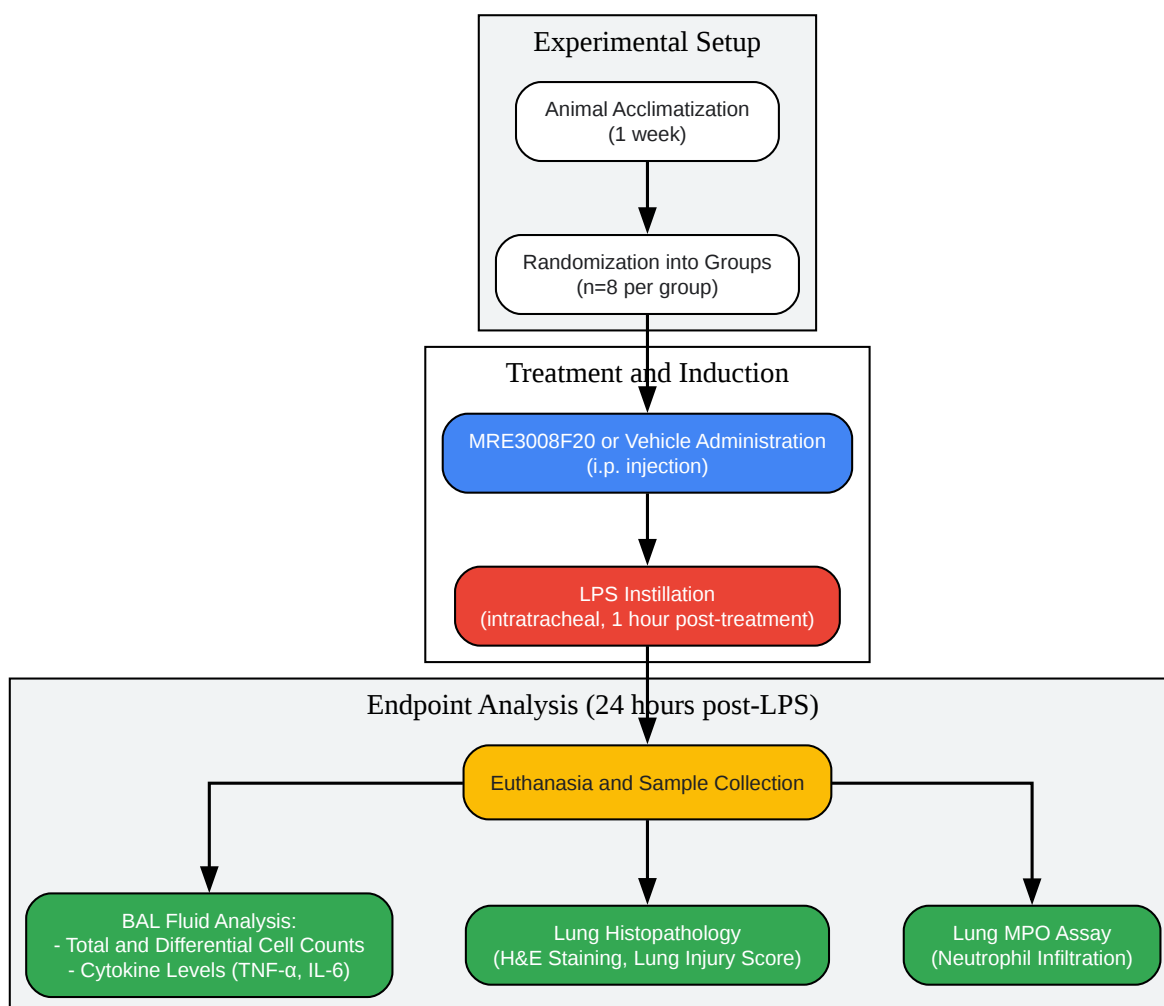 Experimental Setup
Animal Acclimatization
(1 week)
Randomization into Groups
(n=8 per group)
Treatment and Induction
MRE3008F20 or Vehicle Administration
(i.p. injection)
LPS Instillation
(intratracheal, 1 hour post-treatment)
Endpoint Analysis (24 hours post-LPS)
Euthanasia and Sample Collection
BAL Fluid Analysis:
- Total and Differential Cell Counts
- Cytokine Levels (TNF-α, IL-6)
Lung Histopathology
(H&E Staining, Lung Injury Score)
Lung MPO Assay
(Neutrophil Infiltration)